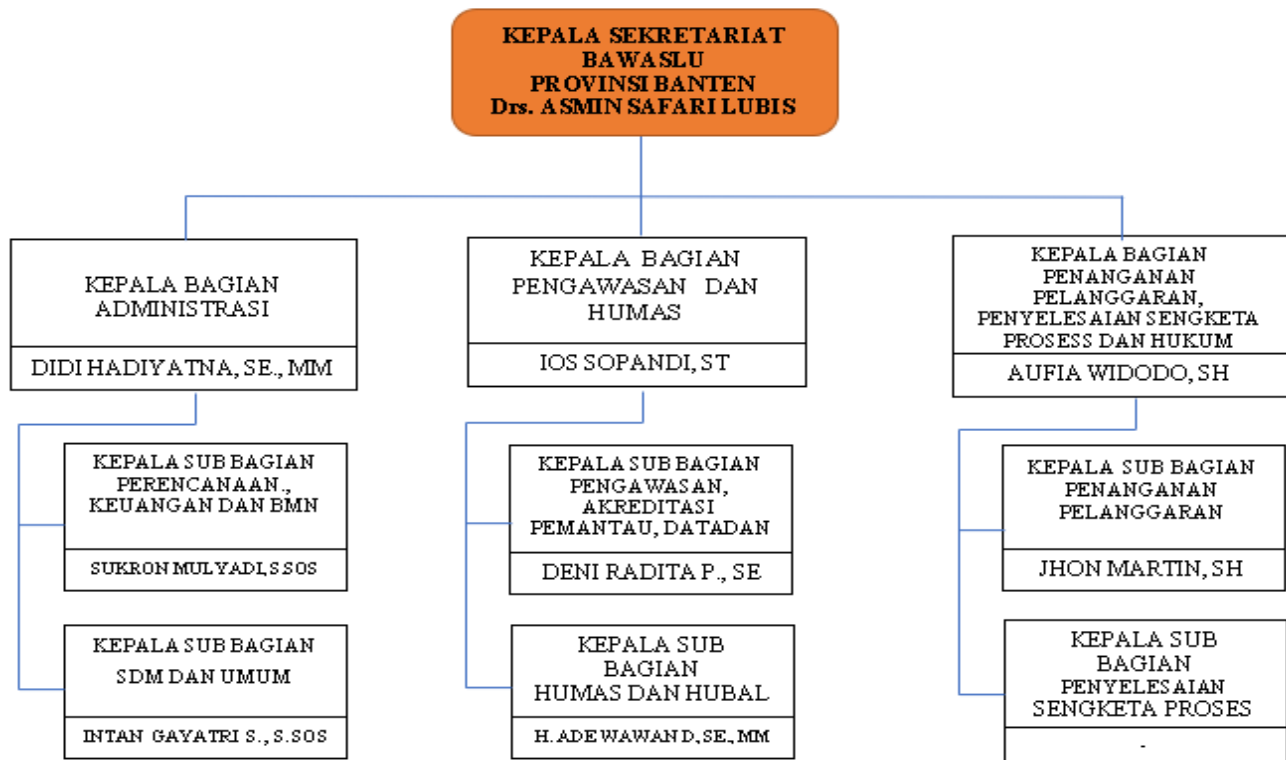 KEPALA SEKRETARIAT
BAWASLU
PROVINSI BANTEN
Drs. ASMIN SAFARI LUBIS
KEPALA BAGIAN
ADMINISTRASI
DIDI HADIYATNA, SE., MM
KEPALA SUB BAGIAN
PERENCANAAN.,
KEUANGAN DAN BMN
SUKRON MULYADI, S.SOS
KEPALA SUB BAGIAN
SDM DAN UMUM
INTAN GAYATRI S., S.SOS
KEPALA BAGIAN
PENGAWASAN DAN
HUMAS
IOS SOPANDI, ST
KEPALA SUB BAGIAN
PENGAWASAN,
AKREDITASI
PEMANTAU, DATADAN
DENI RADITA P., SE
KEPALA SUB
BAGIAN
HUMAS DAN HUBAL
H. ADE WAWAN D, SE., MM
KEPALA BAGIAN
PENANGANAN
PELANGGARAN,
PENYELESAIAN SENGKETA
PROSESS DAN HUKUM
AUFIA WIDODO, SH
KEPALA SUB BAGIAN
PENANGANAN
PELANGGARAN
JHON MARTIN, SH
KEPALA SUB
BAGIAN
PENYELESAIAN
SENGKETA PROSES
-